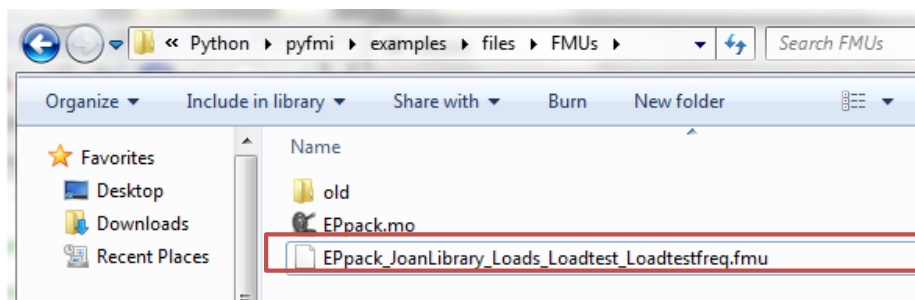 « Python ▸ pyfmi ▸ examples ▸ files ▸ FMUs ▸
Search FMUs
Organize ▾ Include in library ▾ Share with ▾ Burn New folder
Favorites
Desktop
Downloads
Recent Places
Name
old
EPpack.mo
EPpack_JoanLibrary_Loads_Loadtest_Loadtestfreq.fmu